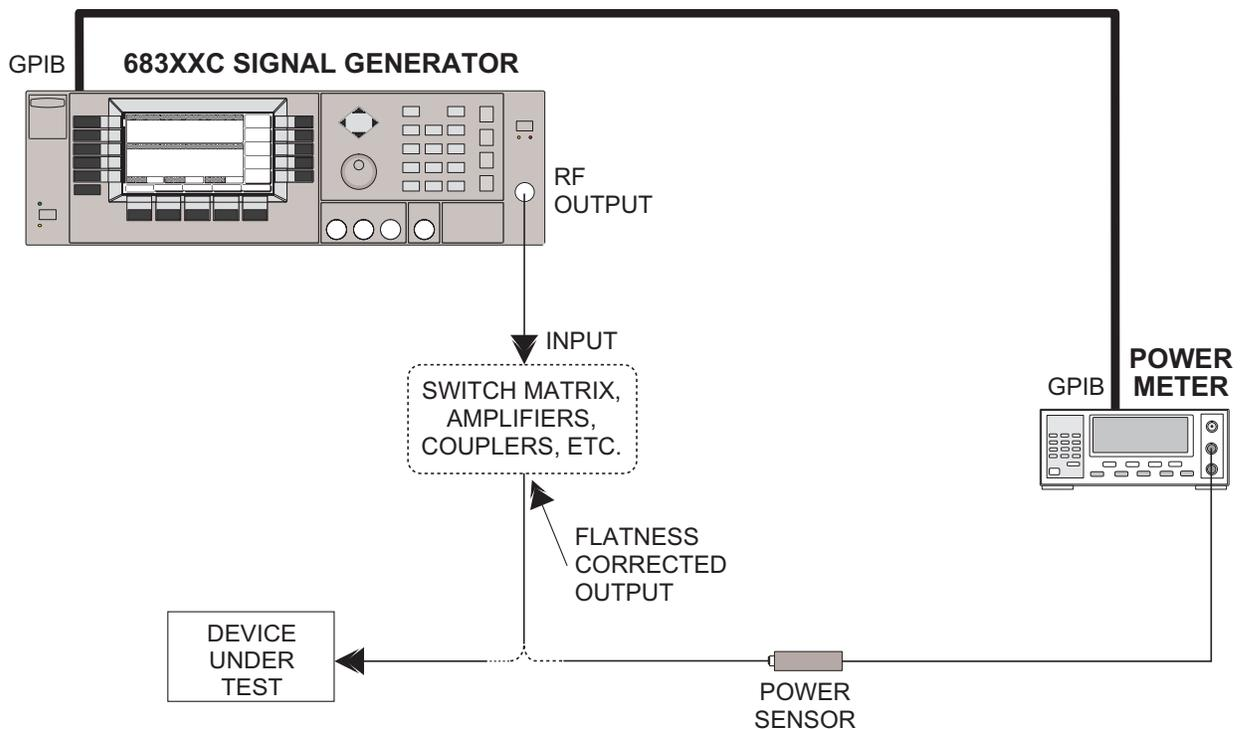 GPIB
683XXC SIGNAL GENERATOR
RF
OUTPUT
INPUT
SWITCH MATRIX,
AMPLIFIERS,
COUPLERS, ETC.
GPIB
POWER
METER
FLATNESS
CORRECTED
OUTPUT
DEVICE
UNDER
TEST
POWER
SENSOR